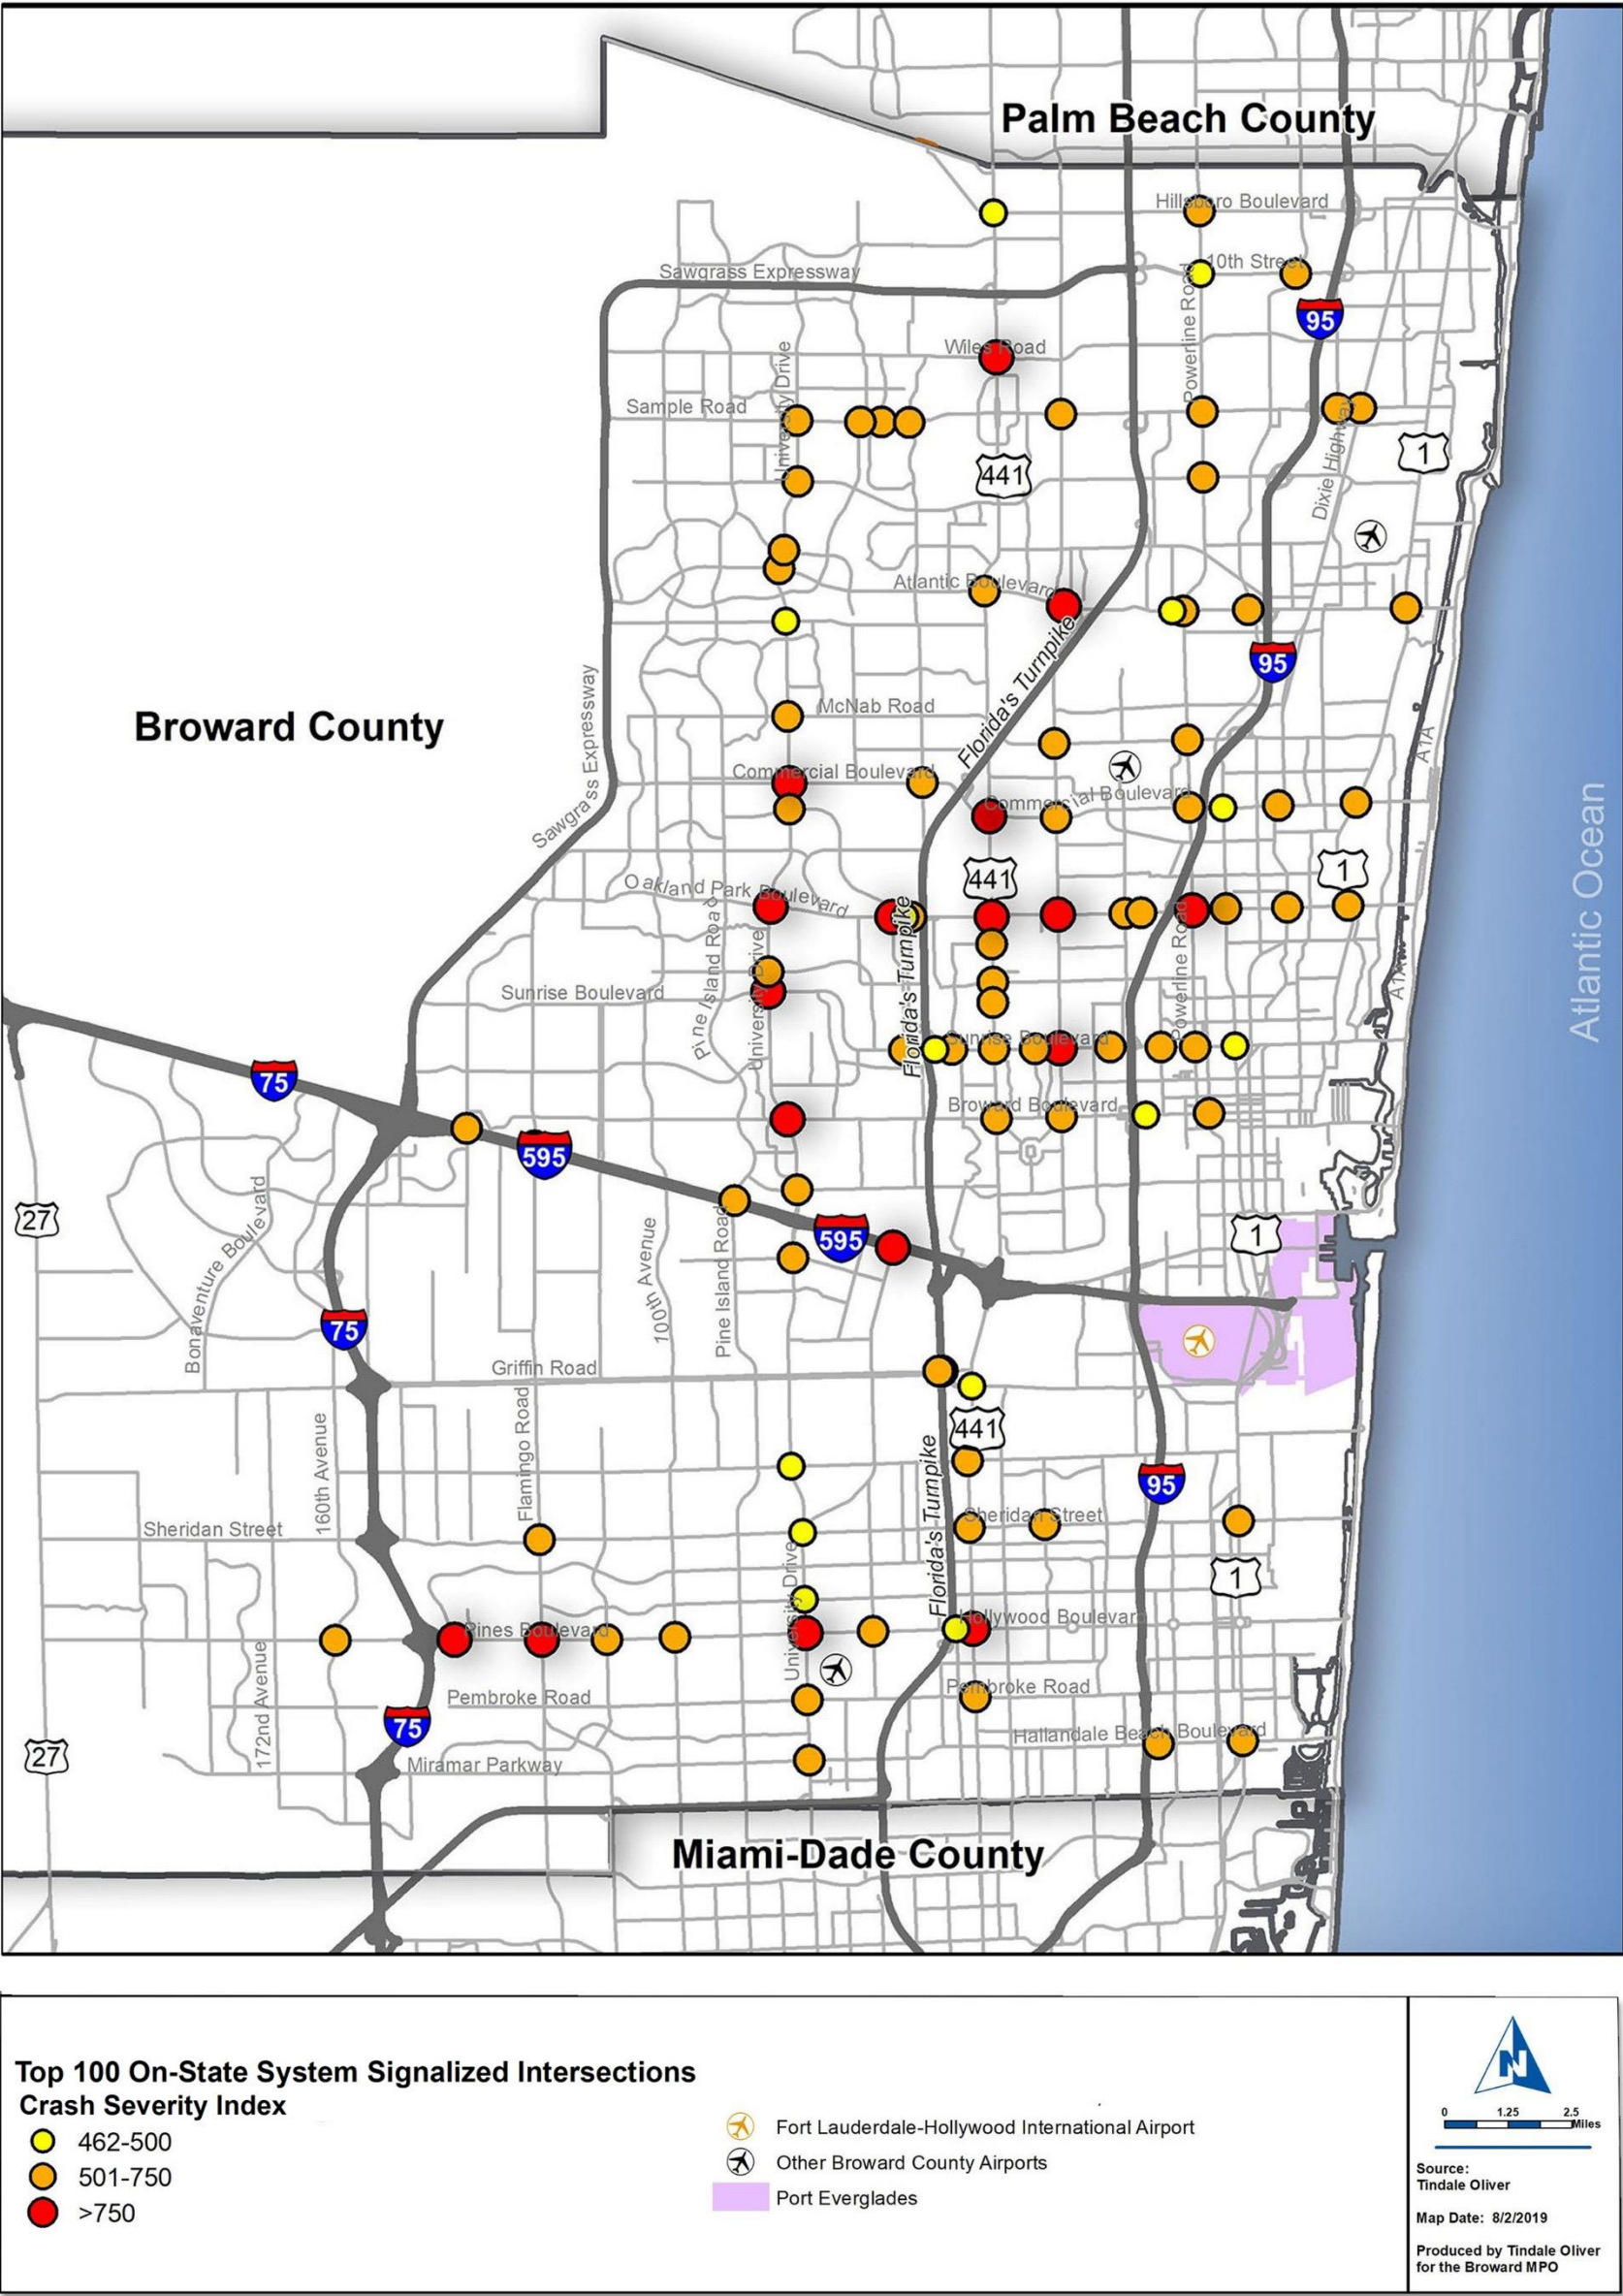 Palm Beach County
Hillsboro Boulevard
10th Street
Sawgrass Expressway
Powerline Road
95
Wiles Road
University Drive
Sample Road
Dixie Highway
1
441
Atlantic Boulevard
Florida's Turnpike
95
Sawgrass Expressway
Broward County
McNab Road
A1A
Commercial Boulevard
Commercial Boulevard
Atlantic Ocean
441
1
Oakland Park Boulevard
Pine Island Road
University Drive
Florida's Turnpike
Powerline Road
A1A
Sunrise Boulevard
Sunrise Boulevard
75
Broward Boulevard
595
27
Bonaventure Boulevard
100th Avenue
Pine Island Road
595
1
75
Griffin Road
160th Avenue
Flamingo Road
441
Florida's Turnpike
95
Sheridan Street
Sheridan Street
University Drive
1
Pines Boulevard
Hollywood Boulevard
172nd Avenue
Pembroke Road
Pembroke Road
75
27
Hallandale Beach Boulevard
Miramar Parkway
Miami-Dade County
Top 100 On-State System Signalized Intersections
Crash Severity Index
462-500
501-750
>750
Fort Lauderdale-Hollywood International Airport
Other Broward County Airports
Port Everglades
N
0 1.25 2.5
Miles
Source:
Tindale Oliver
Map Date: 8/2/2019
Produced by Tindale Oliver
for the Broward MPO